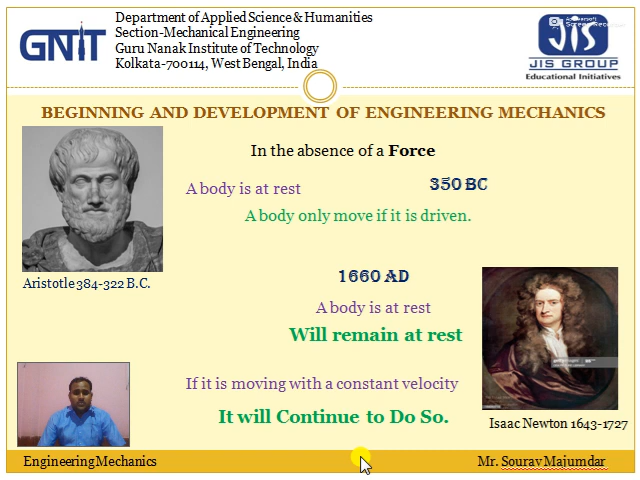 GNIT
Department of Applied Science & Humanities
Section-Mechanical Engineering
Guru Nanak Institute of Technology
Kolkata-700114, West Bengal, India
JIS
JIS GROUP
Educational Initiatives
BEGINNING AND DEVELOPMENT OF ENGINEERING MECHANICS
In the absence of a Force
A body is at rest
350 BC
A body only move if it is driven.
Aristotle 384-322 B.C.
1660 AD
A body is at rest
Will remain at rest
If it is moving with a constant velocity
It will Continue to Do So.
Isaac Newton 1643-1727
Engineering Mechanics
Mr. Sourav Majumdar